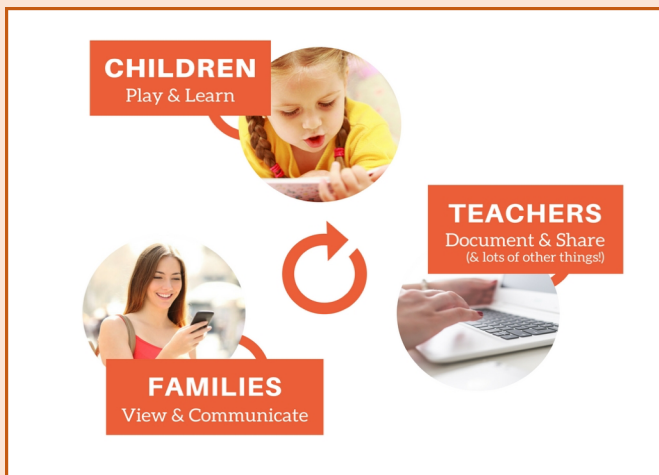 CHILDREN
Play & Learn
TEACHERS
Document & Share
(& lots of other things!)
FAMILIES
View & Communicate